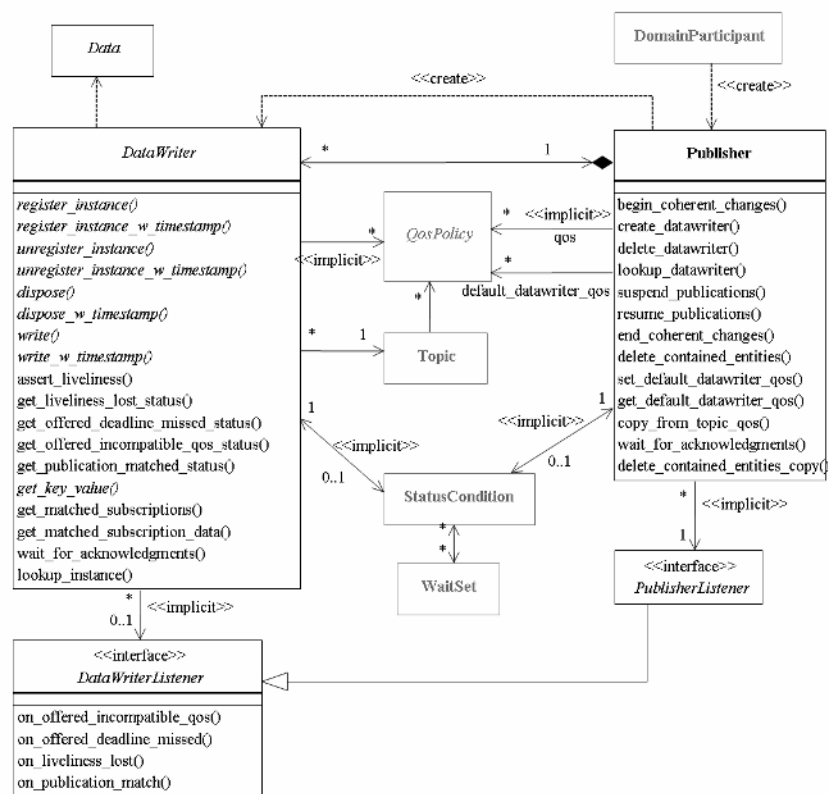 Data
DomainParticipant
<<create>>
<<create>>
DataWriter
*
1
Publisher
register_instance()
register_instance_w_timestamp()
unregister_instance()
unregister_instance_w_timestamp()
dispose()
dispose_w_timestamp()
write()
write_w_timestamp()
assert_liveliness()
get_liveliness_lost_status()
get_offered_deadline_missed_status()
get_offered_incompatible_qos_status()
get_publication_matched_status()
get_key_value()
get_matched_subscriptions()
get_matched_subscription_data()
wait_for_acknowledgments()
lookup_instance()
*
<<implicit>>
QosPolicy
*
<<implicit>>
qos
*
default_datawriter_qos
*
*
1
Topic
begin_coherent_changes()
create_datawriter()
delete_datawriter()
lookup_datawriter()
suspend_publications()
resume_publications()
end_coherent_changes()
delete_contained_entities()
set_default_datawriter_qos()
get_default_datawriter_qos()
copy_from_topic_qos()
wait_for_acknowledgments()
delete_contained_entities_copy()
1
<<implicit>>
0..1
1
<<implicit>>
0..1
StatusCondition
*
*
WaitSet
*
<<implicit>>
1
<<interface>>
PublisherListener
*
<<implicit>>
0..1
<<interface>>
DataWriterListener
on_offered_incompatible_qos()
on_offered_deadline_missed()
on_liveliness_lost()
on_publication_match()